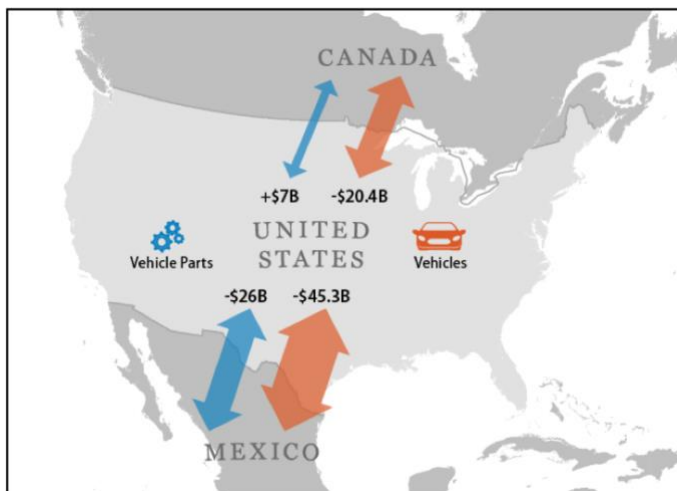 CANADA
+$7B -$20.4B
UNITED
STATES
Vehicle Parts
Vehicles
-$26B -$45.3B
MEXICO